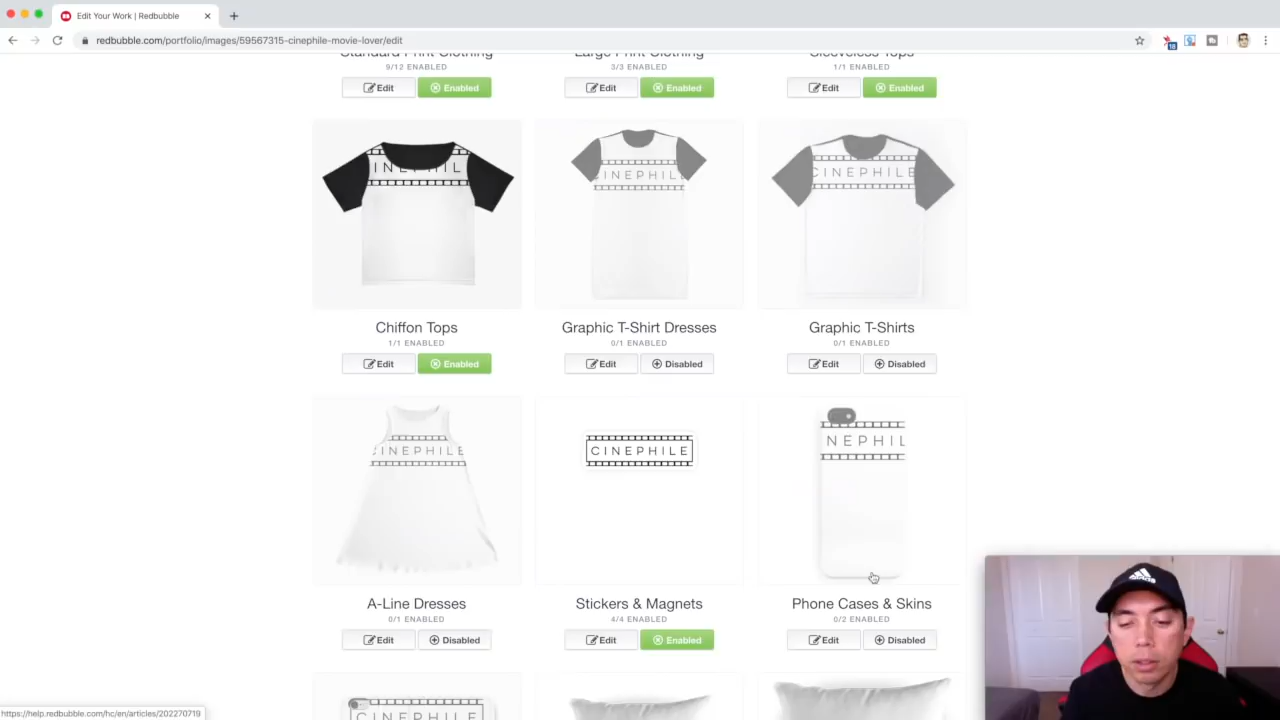 Edit Your Work | Redbubble
redbubble.com/portfolio/images/59567315-cinephile-movie-lover/edit
18
Standard Print Clothing
Large Print Clothing
Sleeveless Tops
9/12 ENABLED
3/3 ENABLED
1/1 ENABLED
Edit
Enabled
Edit
Enabled
Edit
Enabled
INEPHIL
INEPHIL
CINEPHILE
Chiffon Tops
Graphic T-Shirt Dresses
Graphic T-Shirts
1/1 ENABLED
0/1 ENABLED
0/1 ENABLED
Edit
Enabled
Edit
Disabled
Edit
Disabled
CINEPHILE
CINEPHILE
NEPHIL
A-Line Dresses
Stickers & Magnets
Phone Cases & Skins
0/1 ENABLED
4/4 ENABLED
0/2 ENABLED
Edit
Disabled
Edit
Enabled
Edit
Disabled
CINEPHILE
adidas
https://help.redbubble.com/hc/en/articles/202270719